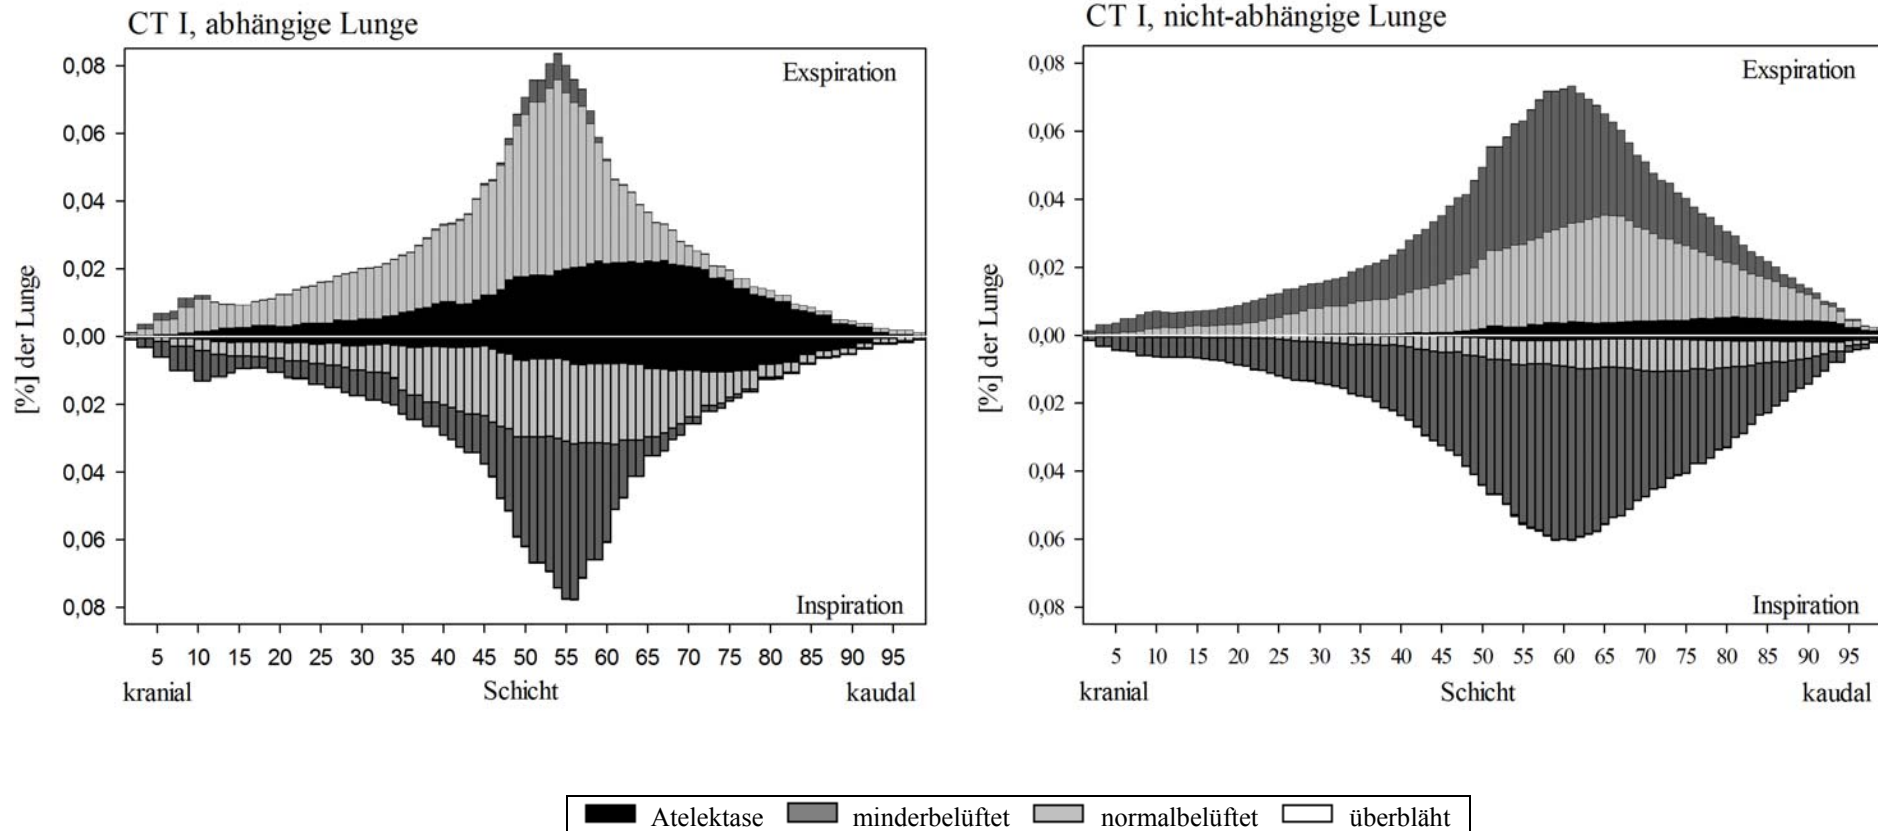 CT I, abhängige Lunge
Exspiration
0,08
0,06
0,04
0,02
0,00
0,02
0,04
0,06
0,08
[%] der Lunge
Inspiration
5 10 15 20 25 30 35 40 45 50 55 60 65 70 75 80 85 90 95
kranial Schicht kaudal
CT I, nicht-abhängige Lunge
Exspiration
0,08
0,06
0,04
0,02
0,00
0,02
0,04
0,06
0,08
[%] der Lunge
Inspiration
5 10 15 20 25 30 35 40 45 50 55 60 65 70 75 80 85 90 95
kranial Schicht kaudal
Atelektase minderbelüftet normalbelüftet überbläht